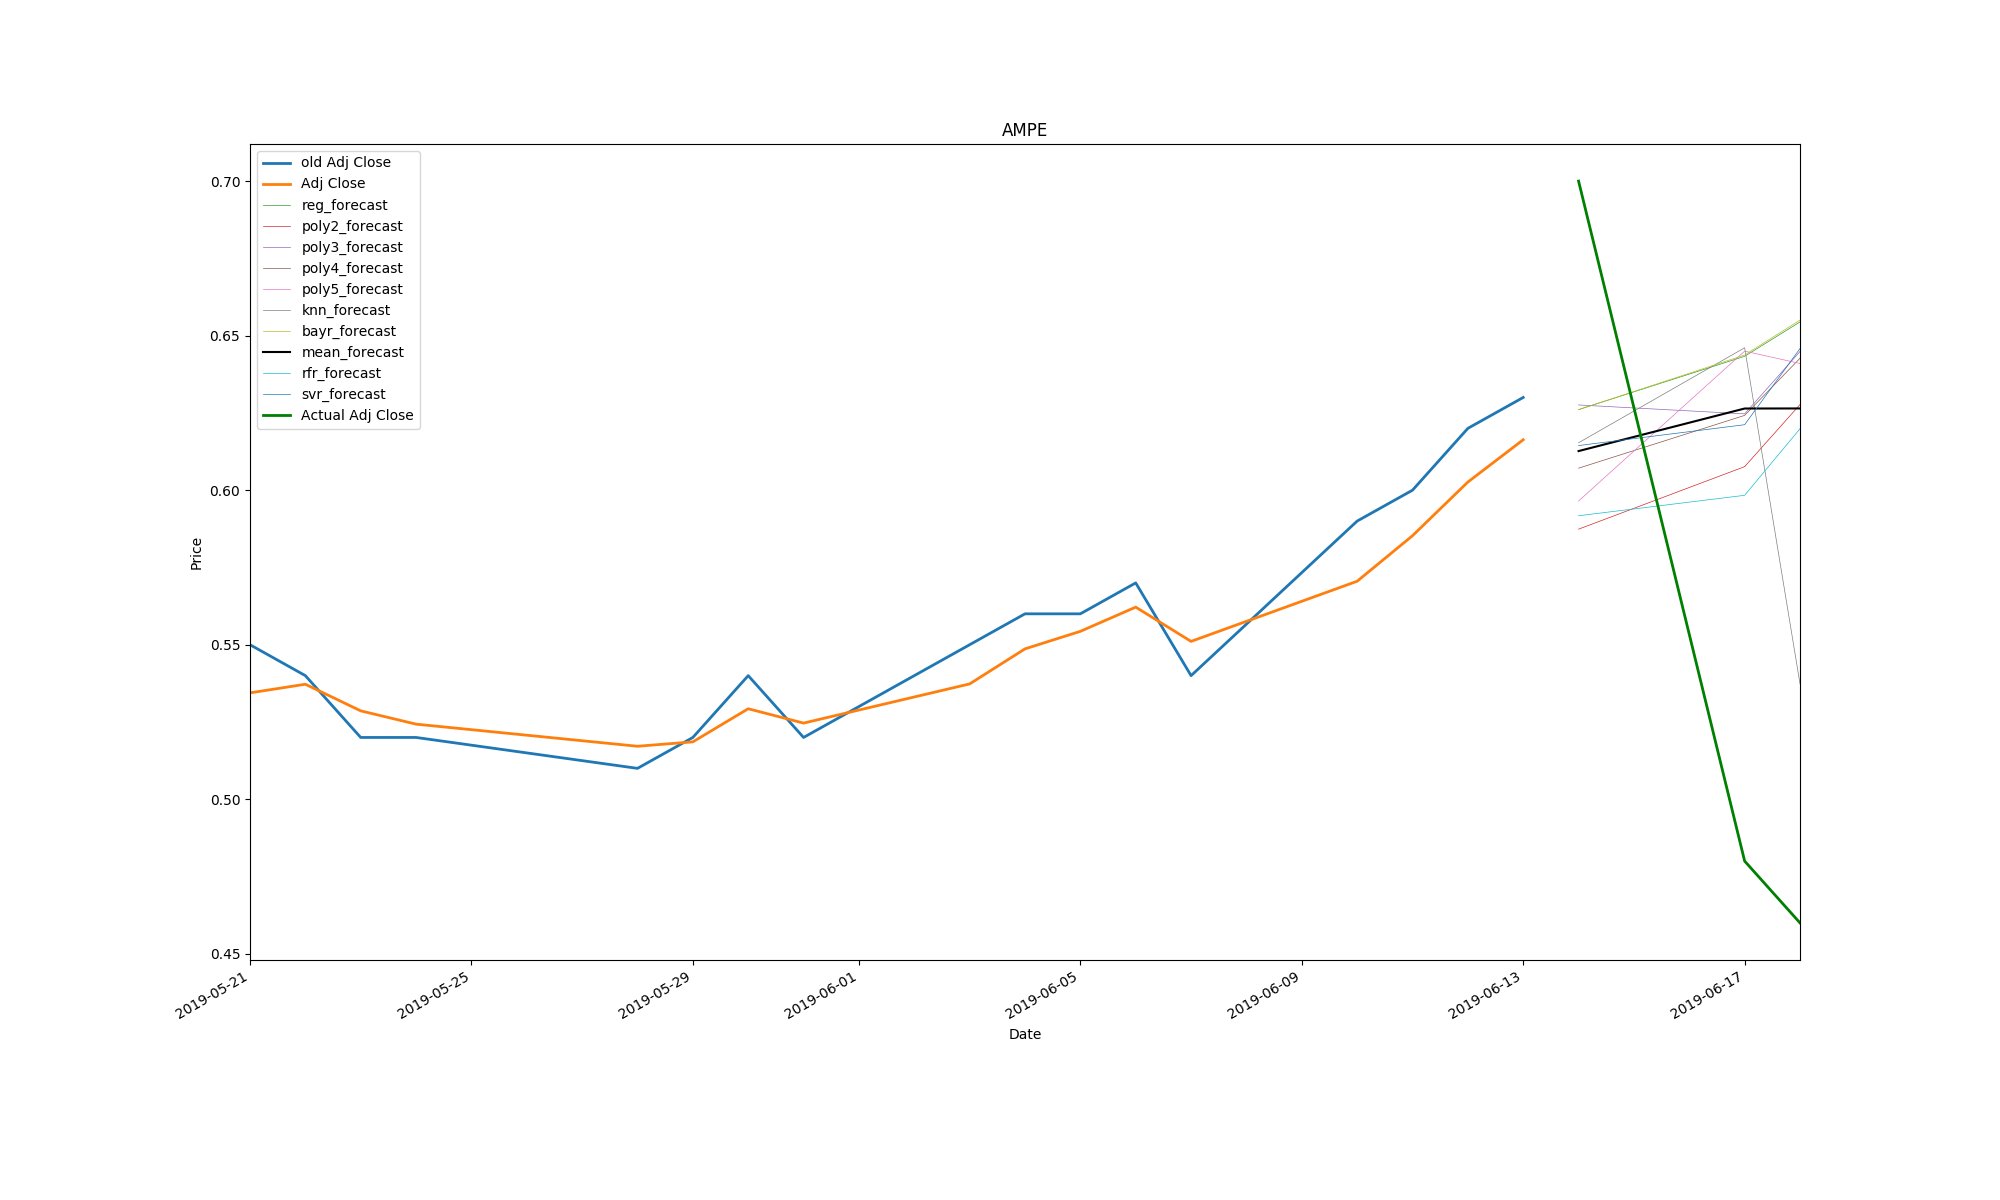 AMPE
old Adj Close
Adj Close
reg_forecast
poly2_forecast
poly3_forecast
poly4_forecast
poly5_forecast
knn_forecast
bayr_forecast
mean_forecast
rfr_forecast
svr_forecast
Actual Adj Close
0.70
0.65
0.60
0.55
0.50
0.45
Price
2019-05-21
2019-05-25
2019-05-29
2019-06-01
2019-06-05
2019-06-09
2019-06-13
2019-06-17
Date